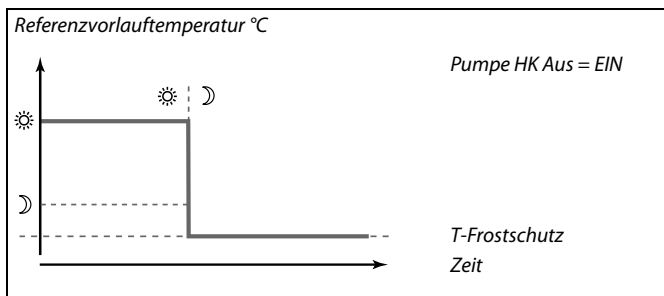 Referenzvorlauftemperatur °C
Pumpe HK Aus = EIN
T-Frostschutz
Zeit